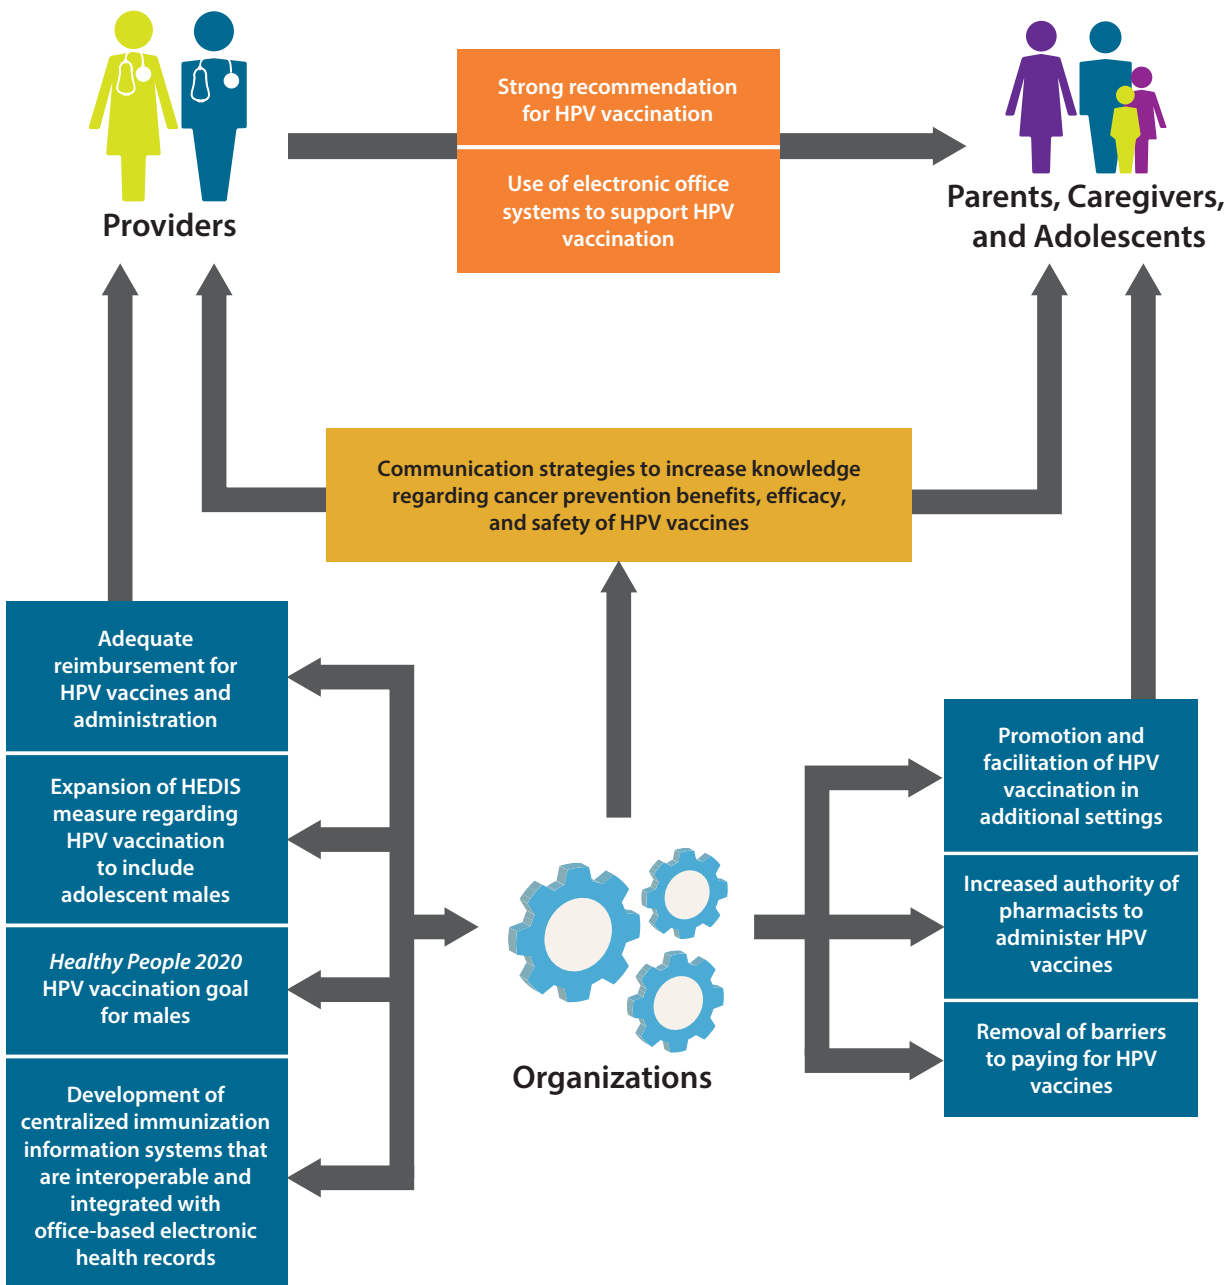 Providers
Strong recommendation
for HPV vaccination
Use of electronic office
systems to support HPV
vaccination
Parents, Caregivers,
and Adolescents
Communication strategies to increase knowledge
regarding cancer prevention benefits, efficacy,
and safety of HPV vaccines
Adequate
reimbursement for
HPV vaccines and
administration
Expansion of HEDIS
measure regarding
HPV vaccination
to include
adolescent males
Healthy People 2020
HPV vaccination goal
for males
Development of
centralized immunization
information systems that
are interoperable and
integrated with
office-based electronic
health records
Organizations
Promotion and
facilitation of HPV
vaccination in
additional settings
Increased authority of
pharmacists to
administer HPV
vaccines
Removal of barriers
to paying for HPV
vaccines